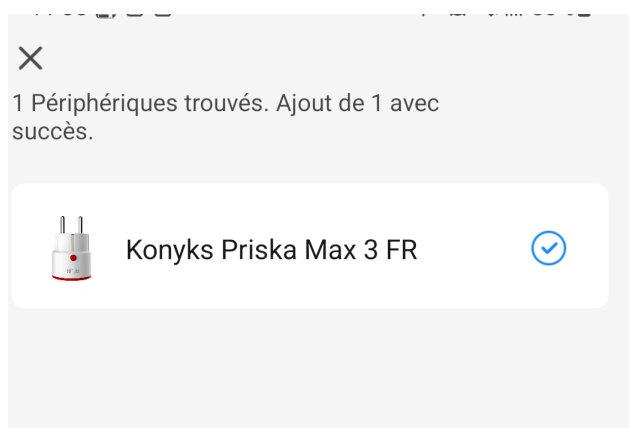 1 Périphériques trouvés. Ajout de 1 avec
succès.
Konyks Priska Max 3 FR